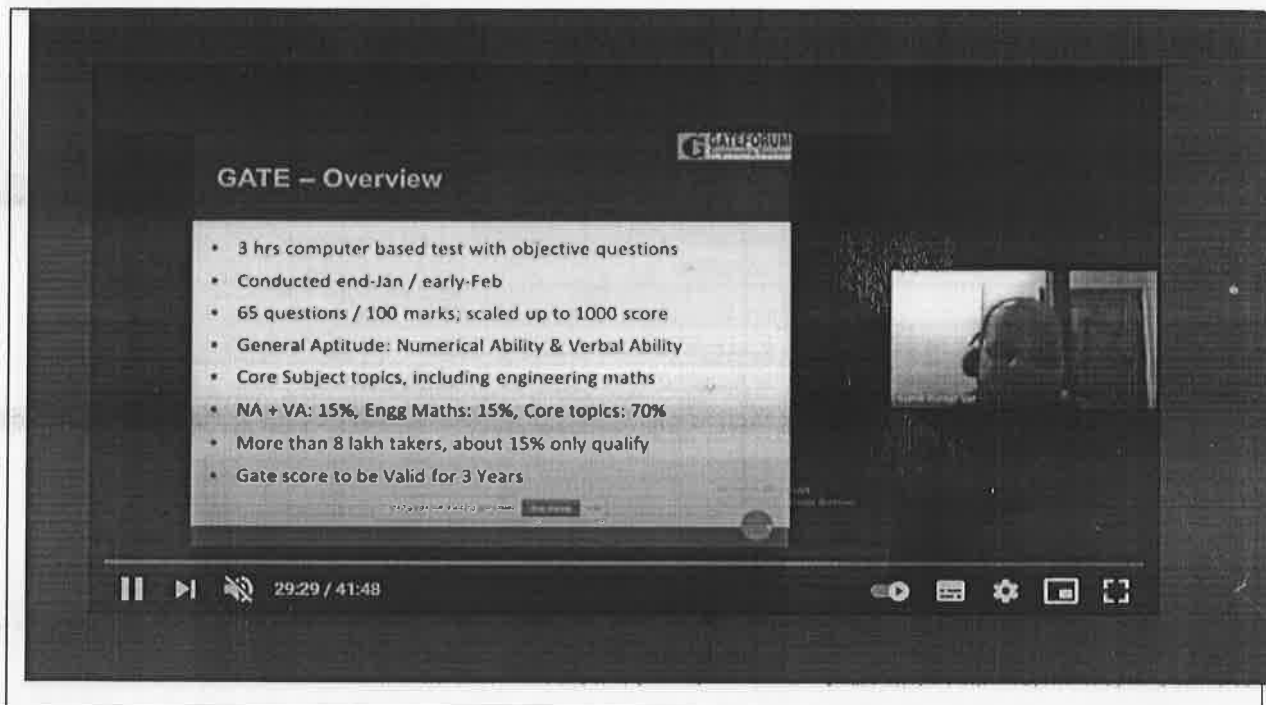 GATEFORUM
GATE – Overview
• 3 hrs computer based test with objective questions
• Conducted end-Jan / early-Feb
• 65 questions / 100 marks; scaled up to 1000 score
• General Aptitude: Numerical Ability & Verbal Ability
• Core Subject topics, including engineering maths
• NA + VA: 15%, Engg Maths: 15%, Core topics: 70%
• More than 8 lakh takers, about 15% only qualify
• Gate score to be Valid for 3 Years
29:29 / 41:48